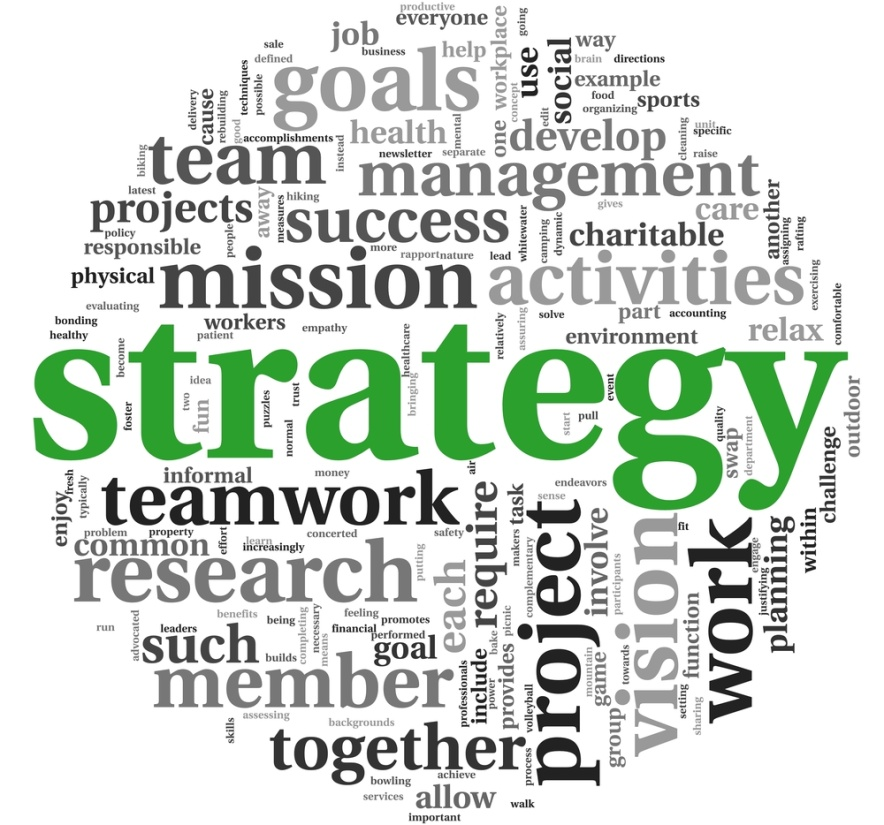 productive
everyone
going
job
sale
business
help
workplace
way
defined
goals
use
social
brain
directions
techniques
possible
concept
example
food
delivery
cause
rebuilding
organizing
sports
edit
good
accomplishments
instead
health
mental
one
develop
cleaning
unit
specific
biking
team
newsletter
separate
raise
management
latest
away
measures
hiking
gives
care
another
projects
success
whitewater
camping
dynamic
charitable
assigning
rafting
policy
people
responsible
more
rapport
nature
lead
physical
mission
activities
exercising
comfortable
evaluating
part
accounting
solve
assuring
bonding
workers
empathy
relatively
relax
healthy
patient
environment
strategy
become
healthcare
idea
two
fun
puzzles
trust
normal
bringing
event
foster
start
pull
quality
swap
department
outdoor
challenge
air
informal
money
fresh
typically
enjoy
teamwork
require
task
endeavors
sense
problem
property
effort
learn
concerted
safety
common
increasingly
putting
makers
complementary
project
involve
participants
vision
fit
work
engage
justifying
planning
within
research
each
benefits
run
advocated
leaders
being
completing
necessary
means
feeling
financial
promotes
performed
such
builds
goal
member
professionals
include
power
bake
picnic
provides
volleyball
mountain
game
towards
function
setting
sharing
group
process
skills
assessing
backgrounds
together
bowling
achieve
services
allow
walk
important